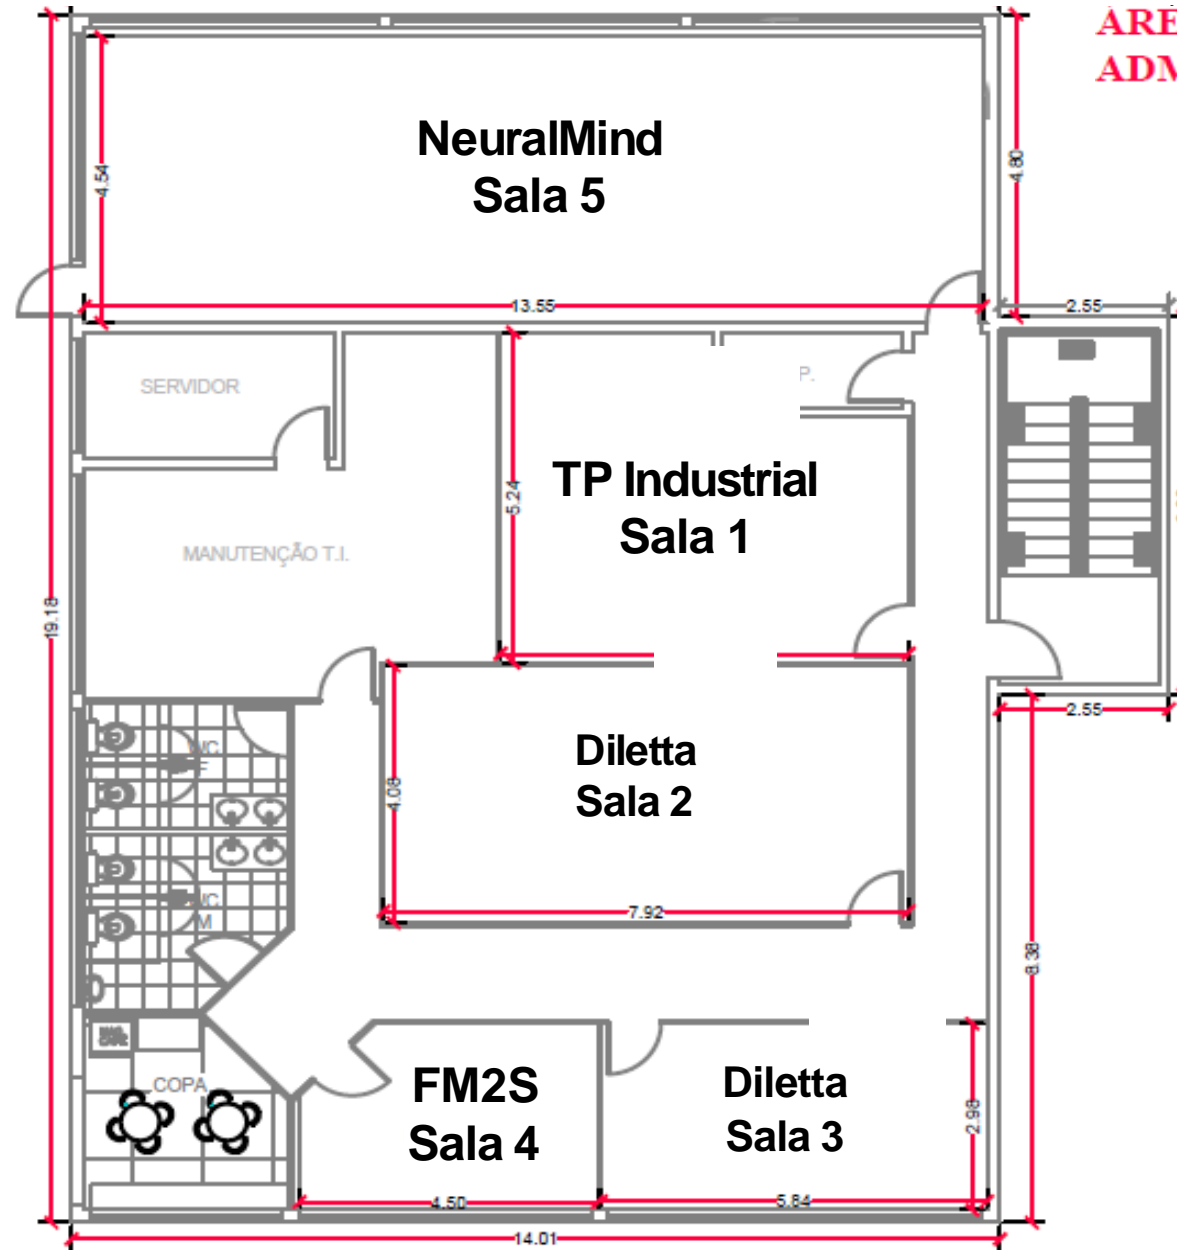 ARE
ADM
NeuralMind
Sala 5
4.54
4.80
13.55
2.55
SERVIDOR
P.
TP Industrial
Sala 1
5.24
MANUTENÇÃO T.I.
19.18
2.55
WC
F
Diletta
Sala 2
4.08
WC
M
7.92
8.38
COPA
FM2S
Sala 4
Diletta
Sala 3
2.98
4.50
5.84
14.01